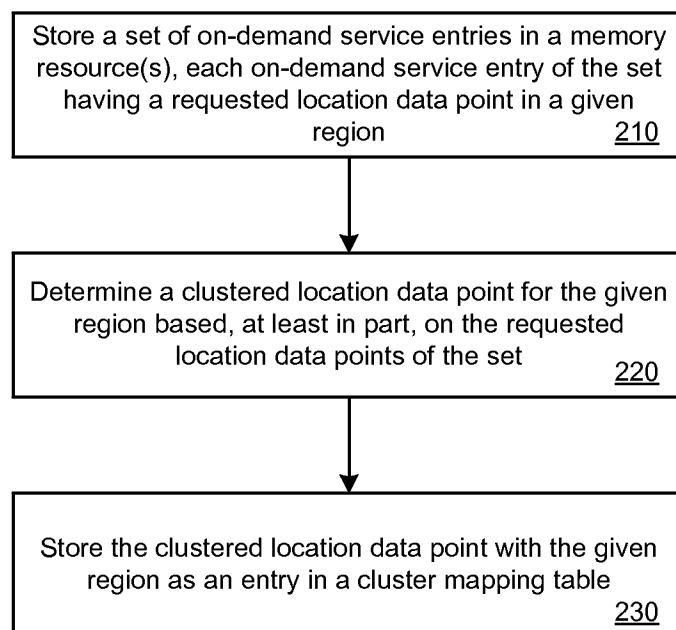 Store a set of on-demand service entries in a memory
resource(s), each on-demand service entry of the set
having a requested location data point in a given
region
210
Determine a clustered location data point for the given
region based, at least in part, on the requested
location data points of the set
220
Store the clustered location data point with the given
region as an entry in a cluster mapping table
230